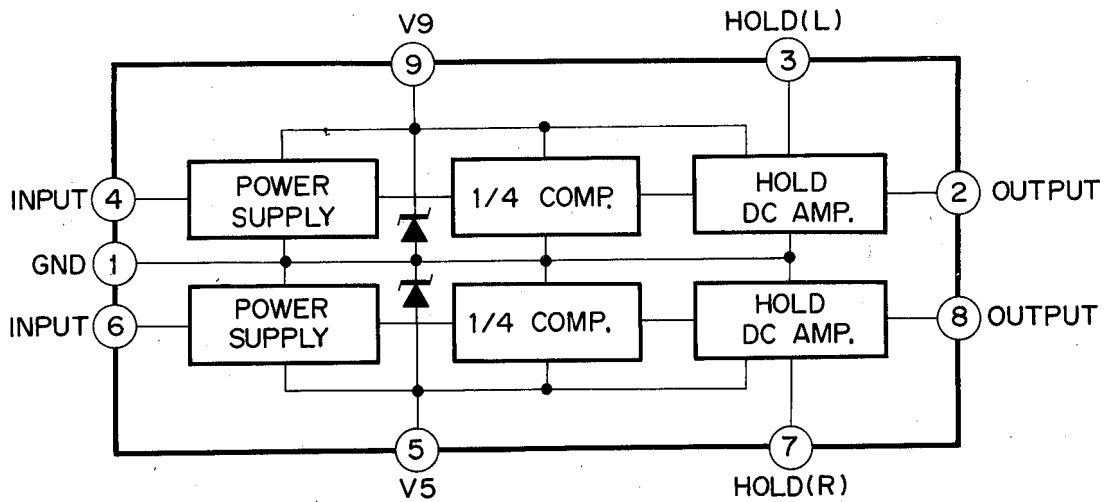 V9
HOLD(L)
9
3
INPUT
4
POWER
SUPPLY
1/4 COMP.
HOLD
DC AMP.
2
OUTPUT
GND
1
INPUT
6
POWER
SUPPLY
1/4 COMP.
HOLD
DC AMP.
8
OUTPUT
5
7
V5
HOLD(R)